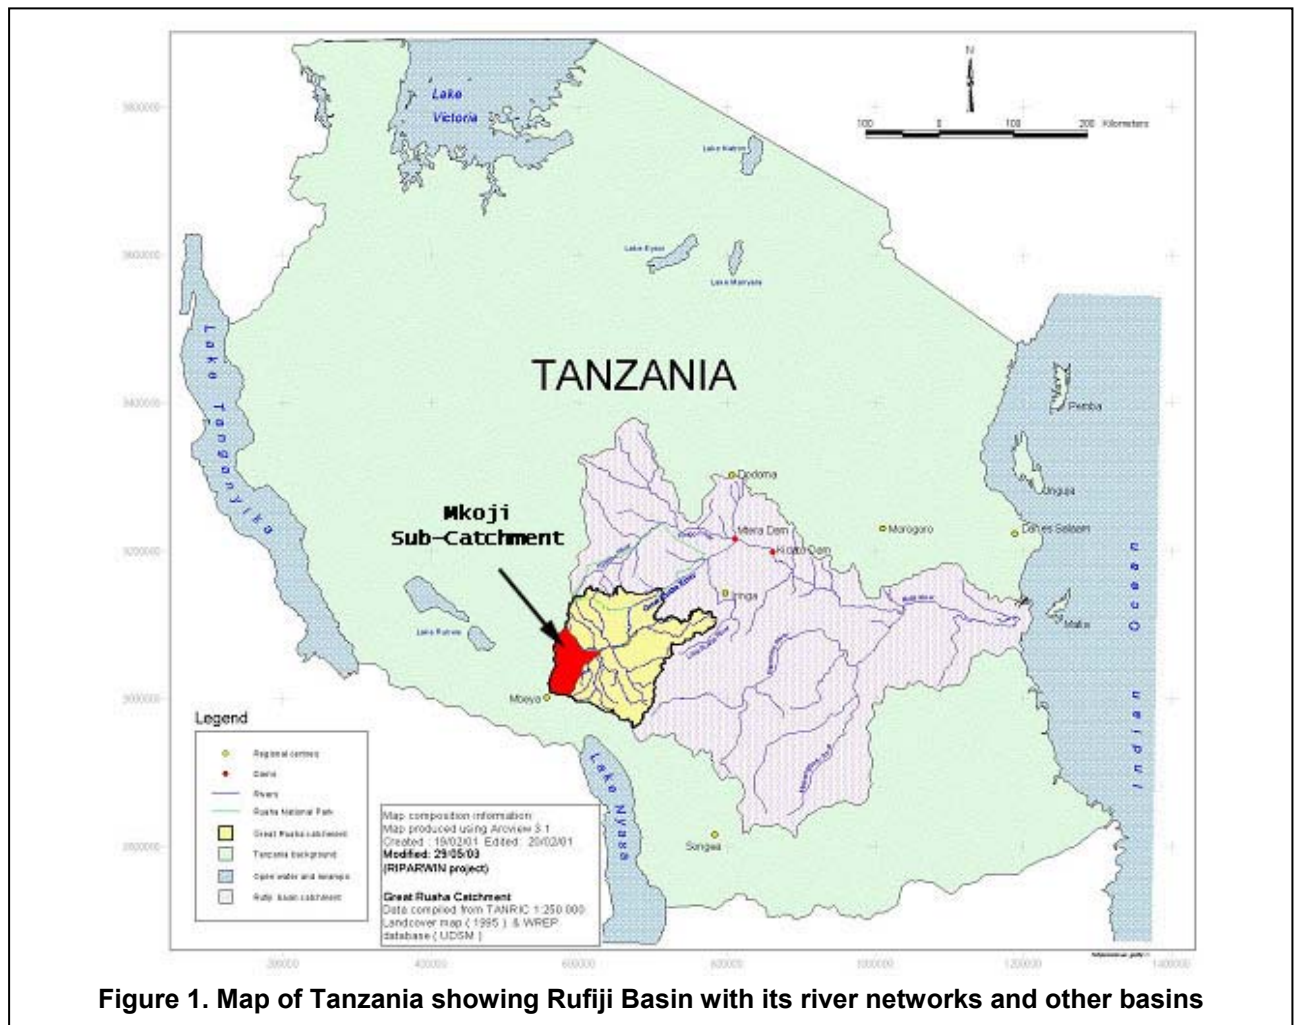 N
100 0 100 200 Kilometers
Lake
Victoria
Lake Natron
Lake Eyasi
Lake Manyara
Lake Tanganyika
TANZANIA
Pemba
Unguja
Dodoma
Morogoro
Dar es Salaam
Mtera Dam
Kidatu Dam
Mkoji
Sub-Catchment
Great Ruaha River
Iringa
Mafia
Indian Ocean
Lake Rukwa
Mbeya
Lake Nyasa
Songea
Legend
Regional centres
Dams
Rivers
Ruaha National Park
Great Ruaha catchment
Tanzania background
Open water and swamps
Rufiji basin catchment
Map composition information
Map produced using Arcview 3.1
Created : 19/02/01 Edited: 20/02/01
Modified: 29/05/03
(RIPARWIN project)
Great Ruaha Catchment
Data compiled from TANRIC 1:250 000
Landcover map ( 1995 ) & WREP
database ( UDSM )
200000 400000 600000 800000 1000000 1200000 1400000
Figure 1. Map of Tanzania showing Rufiji Basin with its river networks and other basins